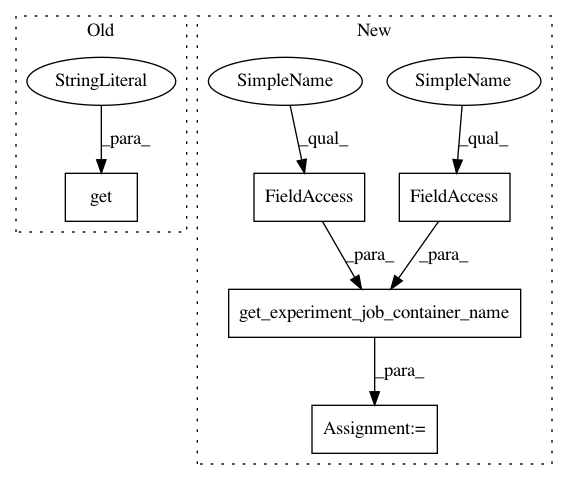 Old
New
StringLiteral
SimpleName
SimpleName
_para_
_qual_
_qual_
get
FieldAccess
FieldAccess
_para_
_para_
get_experiment_job_container_name
_para_
Assignment:=